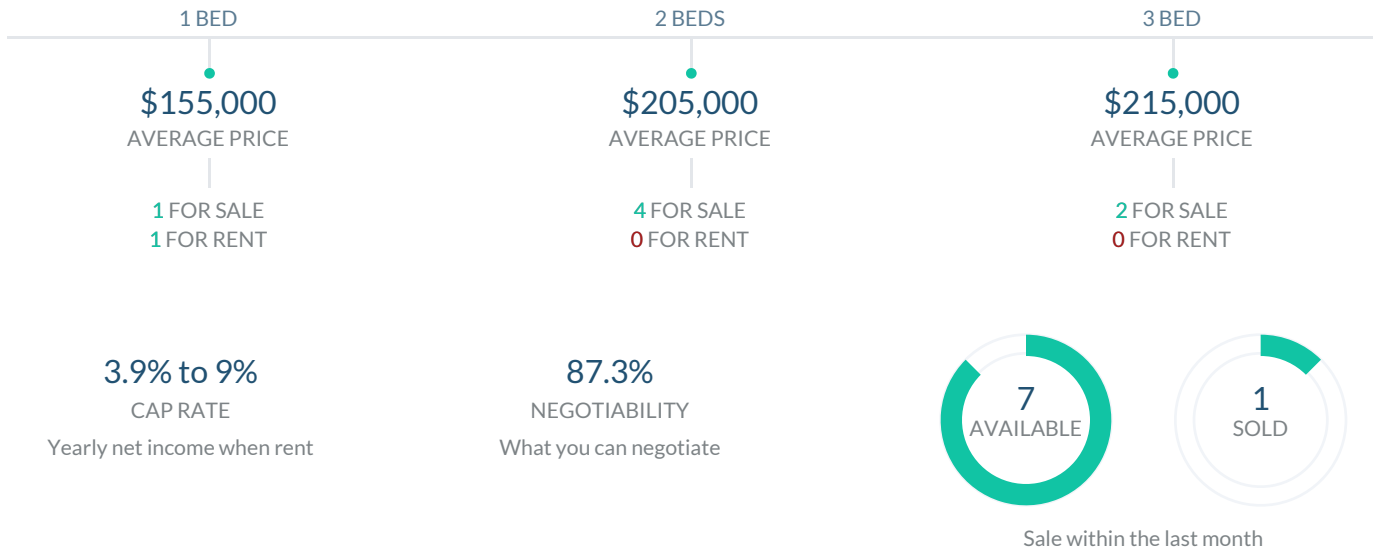 1 BED
$155,000
AVERAGE PRICE
1 FOR SALE
1 FOR RENT
2 BEDS
$205,000
AVERAGE PRICE
4 FOR SALE
0 FOR RENT
3 BED
$215,000
AVERAGE PRICE
2 FOR SALE
0 FOR RENT
3.9% to 9%
CAP RATE
Yearly net income when rent
87.3%
NEGOTIABILITY
What you can negotiate
7
AVAILABLE
1
SOLD
Sale within the last month